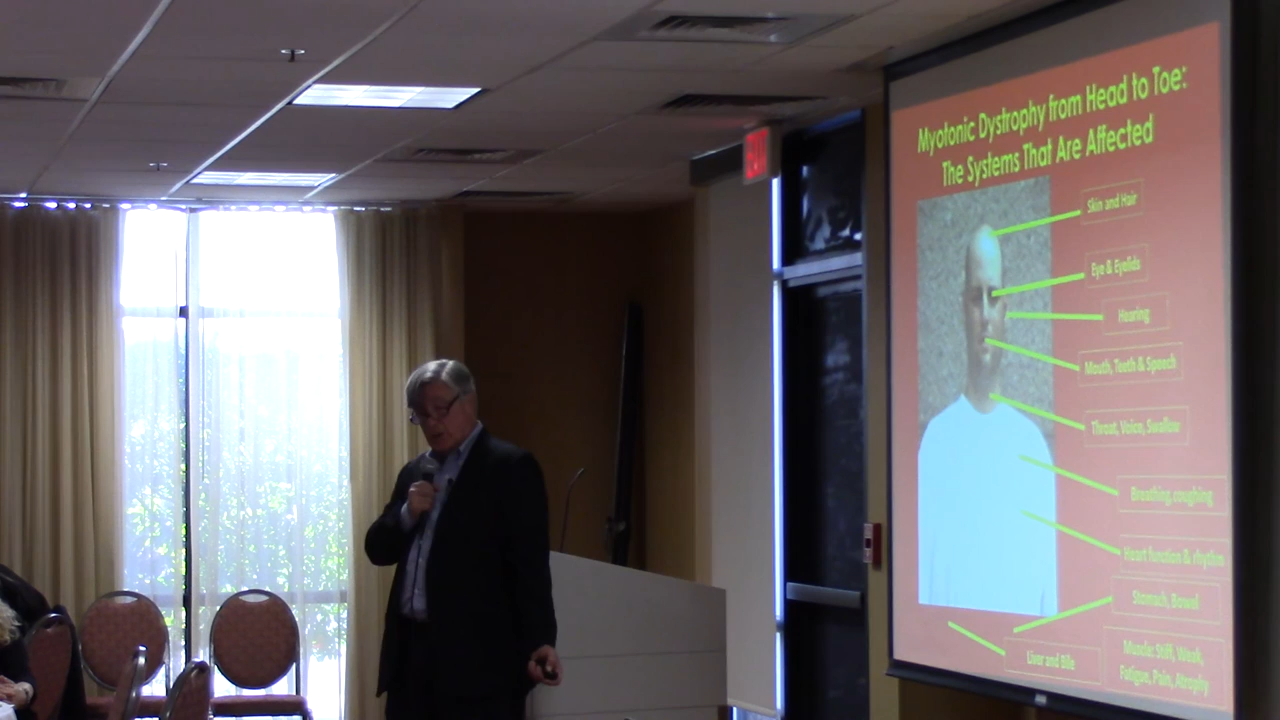 EXIT
Myotonic Dystrophy from Head to Toe:
The Systems That Are Affected
Skin and Hair
Eye & Eyelids
Hearing
Mouth, Teeth & Speech
Throat, Voice, Swallow
Breathing, coughing
Heart function & rhythm
Stomach, Bowel
Liver and Bile
Muscle: Stiff, Weak,
Fatigue, Pain, Atrophy